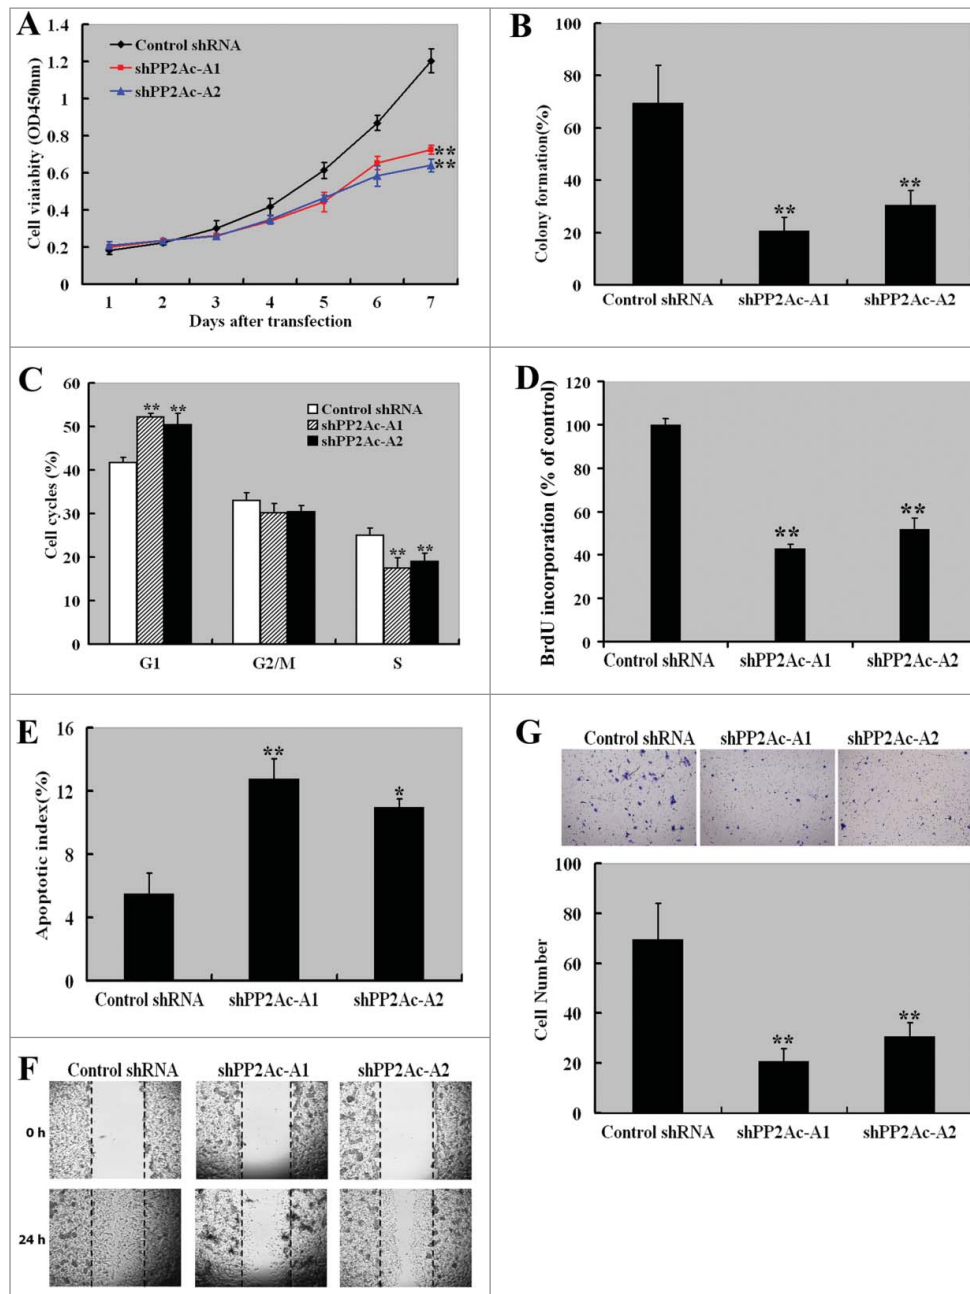 A
1.4
1.2
1
0.8
0.6
0.4
0.2
0
Cell vaiabity (OD450nm)
Control shRNA
shPP2Ac-A1
shPP2Ac-A2
**
**
1 2 3 4 5 6 7
Days after transfection
B
100
80
60
40
20
0
Colony formation(%)
**
**
Control shRNA shPP2Ac-A1 shPP2Ac-A2
C
60
50
40
30
20
10
0
Cell cycles (%)
** **
Control shRNA
shPP2Ac-A1
shPP2Ac-A2
** **
G1 G2/M S
D
120
100
80
60
40
20
0
BrdU incorporation (% of control)
**
**
Control shRNA shPP2Ac-A1 shPP2Ac-A2
E
16
12
8
4
0
Apoptotic index(%)
**
*
Control shRNA shPP2Ac-A1 shPP2Ac-A2
F
Control shRNA shPP2Ac-A1 shPP2Ac-A2
0 h
24 h
G
Control shRNA shPP2Ac-A1 shPP2Ac-A2
100
80
60
40
20
0
Cell Number
**
**
Control shRNA shPP2Ac-A1 shPP2Ac-A2